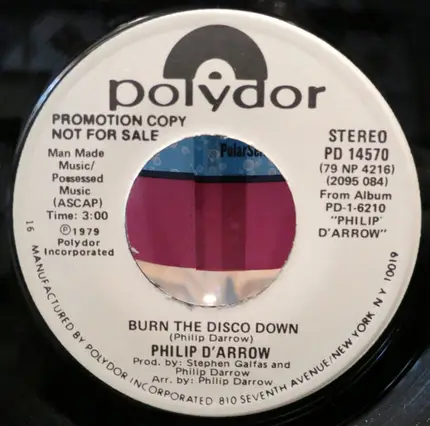 polydor
PROMOTION COPY
NOT FOR SALE
Man Made
Music/
Possessed
Music
(ASCAP)
Time: 3:00
℗1979
Polydor
Incorporated
STEREO
PD 14570
(79 NP 4216)
(2095 084)
From Album
PD-1-6210
"PHILIP
D'ARROW"
BURN THE DISCO DOWN
(Philip Darrow)
PHILIP D'ARROW
Prod. by: Stephen Galfas and
Philip Darrow
Arr. by: Philip Darrow
16 MANUFACTURED BY POLYDOR INCORPORATED 810 SEVENTH AVENUE/NEW YORK NY 10019